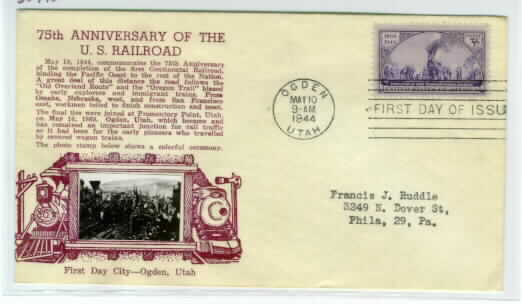 75th ANNIVERSARY OF THE
U. S. RAILROAD
May 10, 1944, commemorates the 75th Anniversary
of the completion of the first Continental Railroad,
binding the Pacific Coast to the rest of the Nation.
A great deal of this distance the road follows the
"Old Overland Route" and the "Oregon Trail" blazed
by early explorers and immigrant trains. From
Omaha, Nebraska, west, and from San Francisco
east, workmen toiled to finish construction and meet.
The final ties were joined at Promontory Point, Utah,
on May 10, 1869. Ogden, Utah, which became and
has remained an important junction for rail traffic
as it had been for the early pioneers who travelled
by covered wagon trains.
The photo stamp below shows a colorful ceremony.
First Day City—Ogden, Utah
OGDEN
MAY 10
9-AM
1944
UTAH
FIRST DAY OF ISSU
Francis J. Ruddle
3249 N. Dover St,
Phila, 29, Pa.